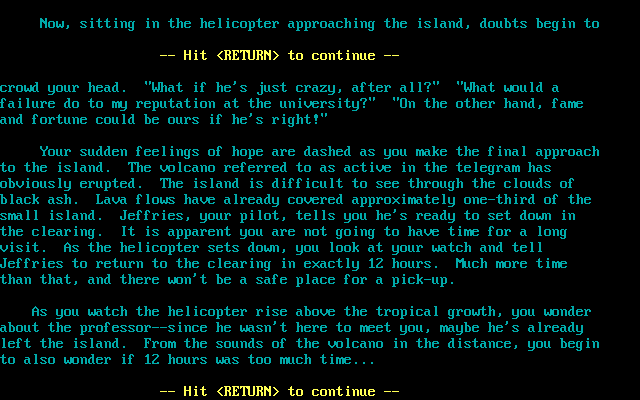 Now, sitting in the helicopter approaching the island, doubts begin to
-- Hit <RETURN> to continue --
crowd your head.  "What if he's just crazy, after all?"  "What would a
failure do to my reputation at the university?"  "On the other hand, fame
and fortune could be ours if he's right!"
Your sudden feelings of hope are dashed as you make the final approach
to the island.  The volcano referred to as active in the telegram has
obviously erupted.  The island is difficult to see through the clouds of
black ash.  Lava flows have already covered approximately one-third of the
small island.  Jeffries, your pilot, tells you he's ready to set down in
the clearing.  It is apparent you are not going to have time for a long
visit.  As the helicopter sets down, you look at your watch and tell
Jeffries to return to the clearing in exactly 12 hours.  Much more time
than that, and there won't be a safe place for a pick-up.
As you watch the helicopter rise above the tropical growth, you wonder
about the professor--since he wasn't here to meet you, maybe he's already
left the island.  From the sounds of the volcano in the distance, you begin
to also wonder if 12 hours was too much time...
-- Hit <RETURN> to continue --